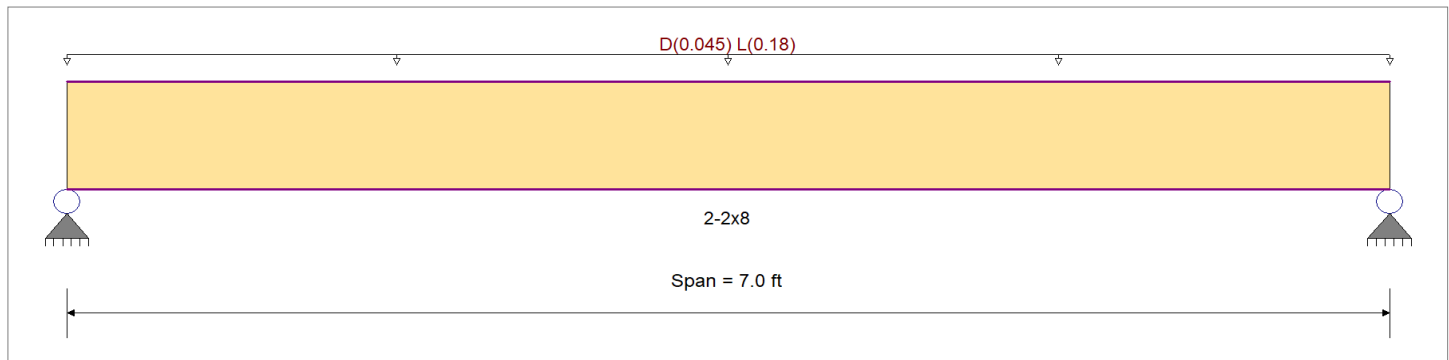 D(0.045) L(0.18)
2-2x8
Span = 7.0 ft